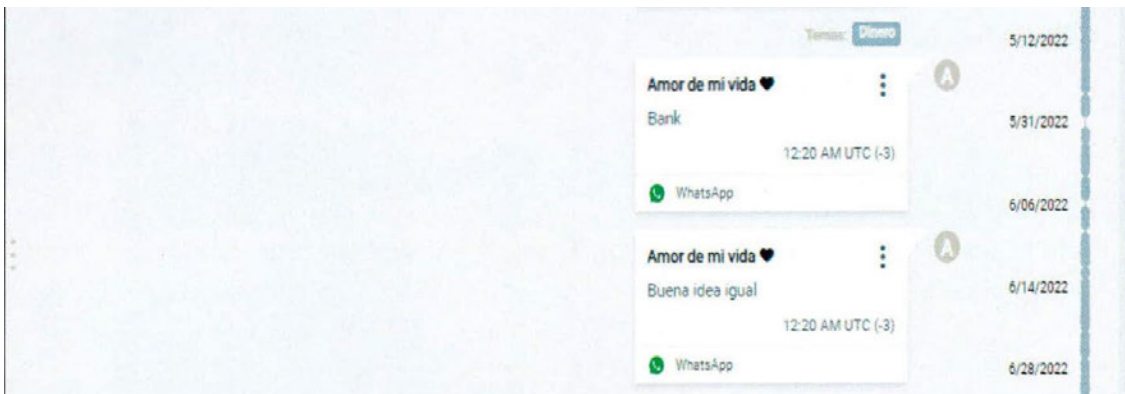 Temas: Dinero
5/12/2022
Amor de mi vida 🖤
A
Bank
5/31/2022
12:20 AM UTC (-3)
WhatsApp
6/06/2022
Amor de mi vida 🖤
A
Buena idea igual
6/14/2022
12:20 AM UTC (-3)
WhatsApp
6/28/2022